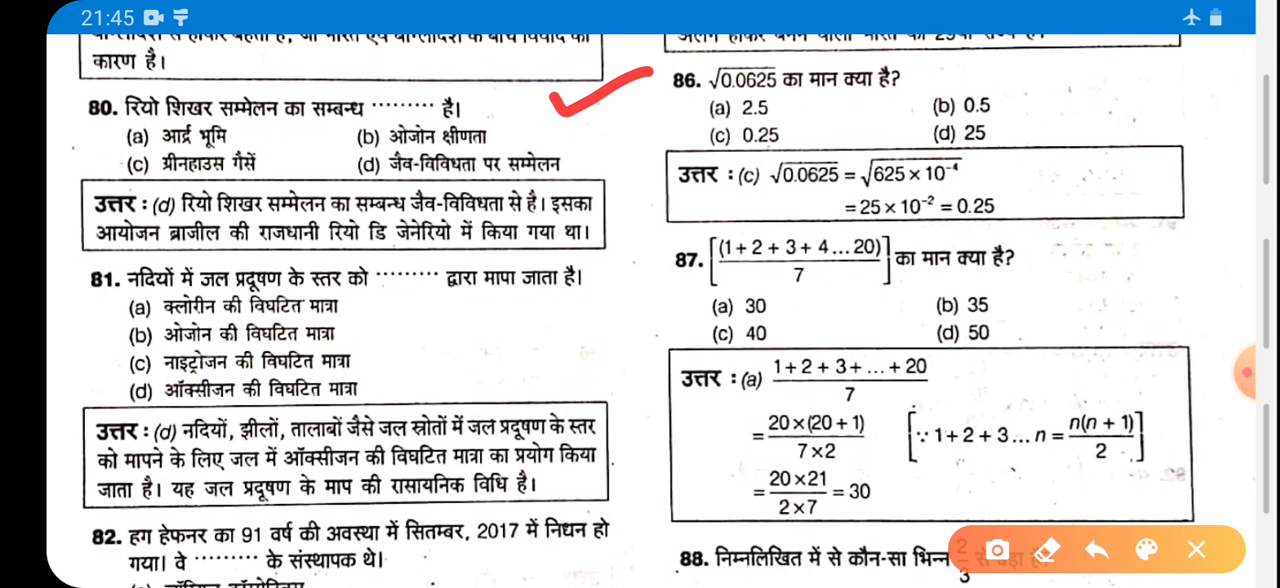 21:45
कारण है।
80. रियो शिखर सम्मेलन का सम्बन्ध ········· है।
(a) आर्द्र भूमि (b) ओजोन क्षीणता
(c) ग्रीनहाउस गैसें (d) जैव-विविधता पर सम्मेलन
उत्तर : (d) रियो शिखर सम्मेलन का सम्बन्ध जैव-विविधता से है। इसका
आयोजन ब्राजील की राजधानी रियो डि जेनेरियो में किया गया था।
81. नदियों में जल प्रदूषण के स्तर को ········· द्वारा मापा जाता है।
(a) क्लोरीन की विघटित मात्रा
(b) ओजोन की विघटित मात्रा
(c) नाइट्रोजन की विघटित मात्रा
(d) ऑक्सीजन की विघटित मात्रा
उत्तर : (d) नदियों, झीलों, तालाबों जैसे जल स्रोतों में जल प्रदूषण के स्तर
को मापने के लिए जल में ऑक्सीजन की विघटित मात्रा का प्रयोग किया
जाता है। यह जल प्रदूषण के माप की रासायनिक विधि है।
82. हग हेफनर का 91 वर्ष की अवस्था में सितम्बर, 2017 में निधन हो
गया। वे ········· के संस्थापक थे।
86. √0.0625 का मान क्या है?
(a) 2.5 (b) 0.5
(c) 0.25 (d) 25
उत्तर : (c) √0.0625 = √625 × 10⁻⁴
= 25 × 10⁻² = 0.25
87. [(1 + 2 + 3 + 4 ... 20)/7] का मान क्या है?
(a) 30 (b) 35
(c) 40 (d) 50
उत्तर : (a) 1 + 2 + 3 + ... + 20 / 7
= 20 × (20 + 1) / 7 × 2 [∵ 1 + 2 + 3 ... n = n(n + 1)/2]
= 20 × 21 / 2 × 7 = 30
88. निम्नलिखित में से कौन-सा भिन्न 2/3